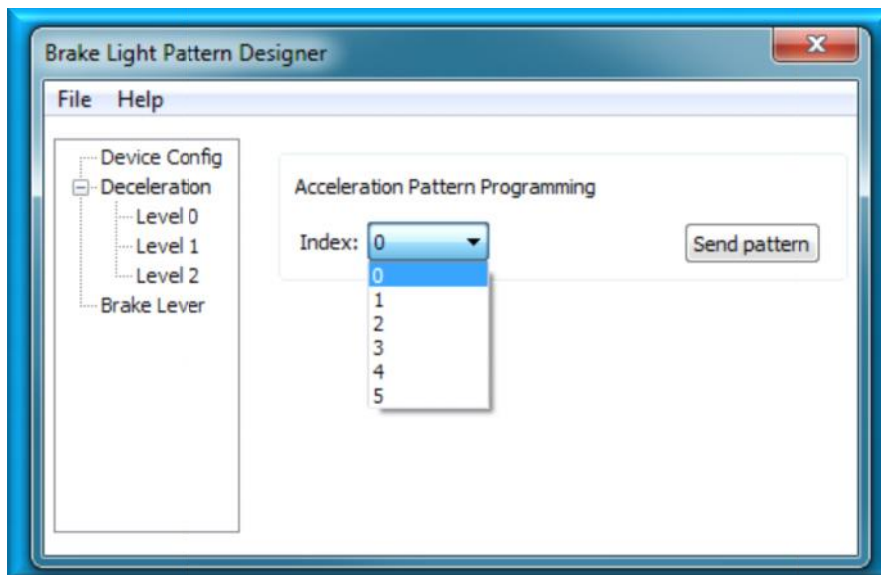 Brake Light Pattern Designer
File Help
Device Config
Deceleration
Level 0
Level 1
Level 2
Brake Lever
Acceleration Pattern Programming
Index: 0
Send pattern
0
1
2
3
4
5